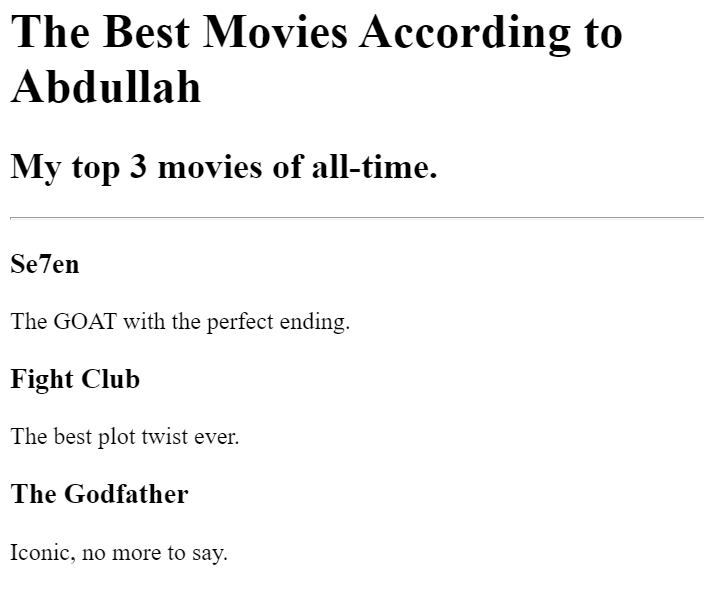 The Best Movies According to
Abdullah
My top 3 movies of all-time.
Se7en
The GOAT with the perfect ending.
Fight Club
The best plot twist ever.
The Godfather
Iconic, no more to say.